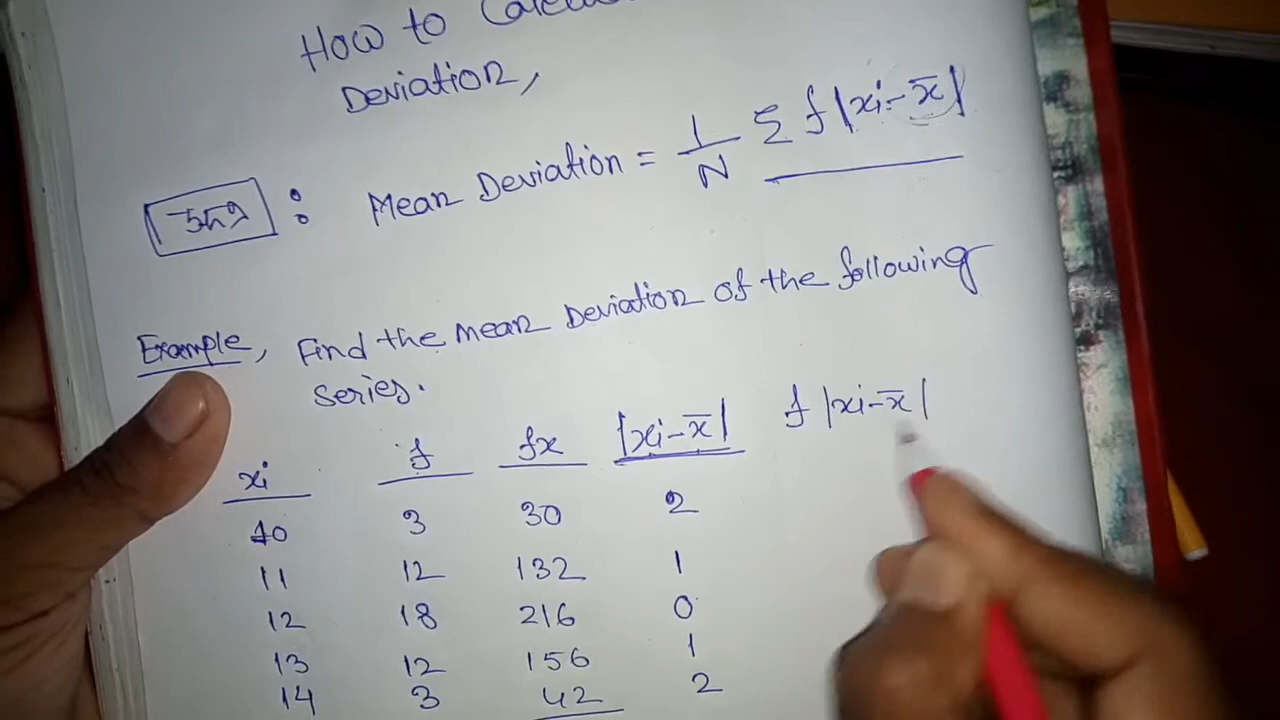 How to
Deviation,
: Mean Deviation = 1/N Σ f|xi-x̄|
Example, Find the Mean Deviation of the following
series.
xi f fx |xi-x̄| f|xi-x̄|
10 3 30 2
11 12 132 1
12 18 216 0
13 12 156 1
14 3 42 2